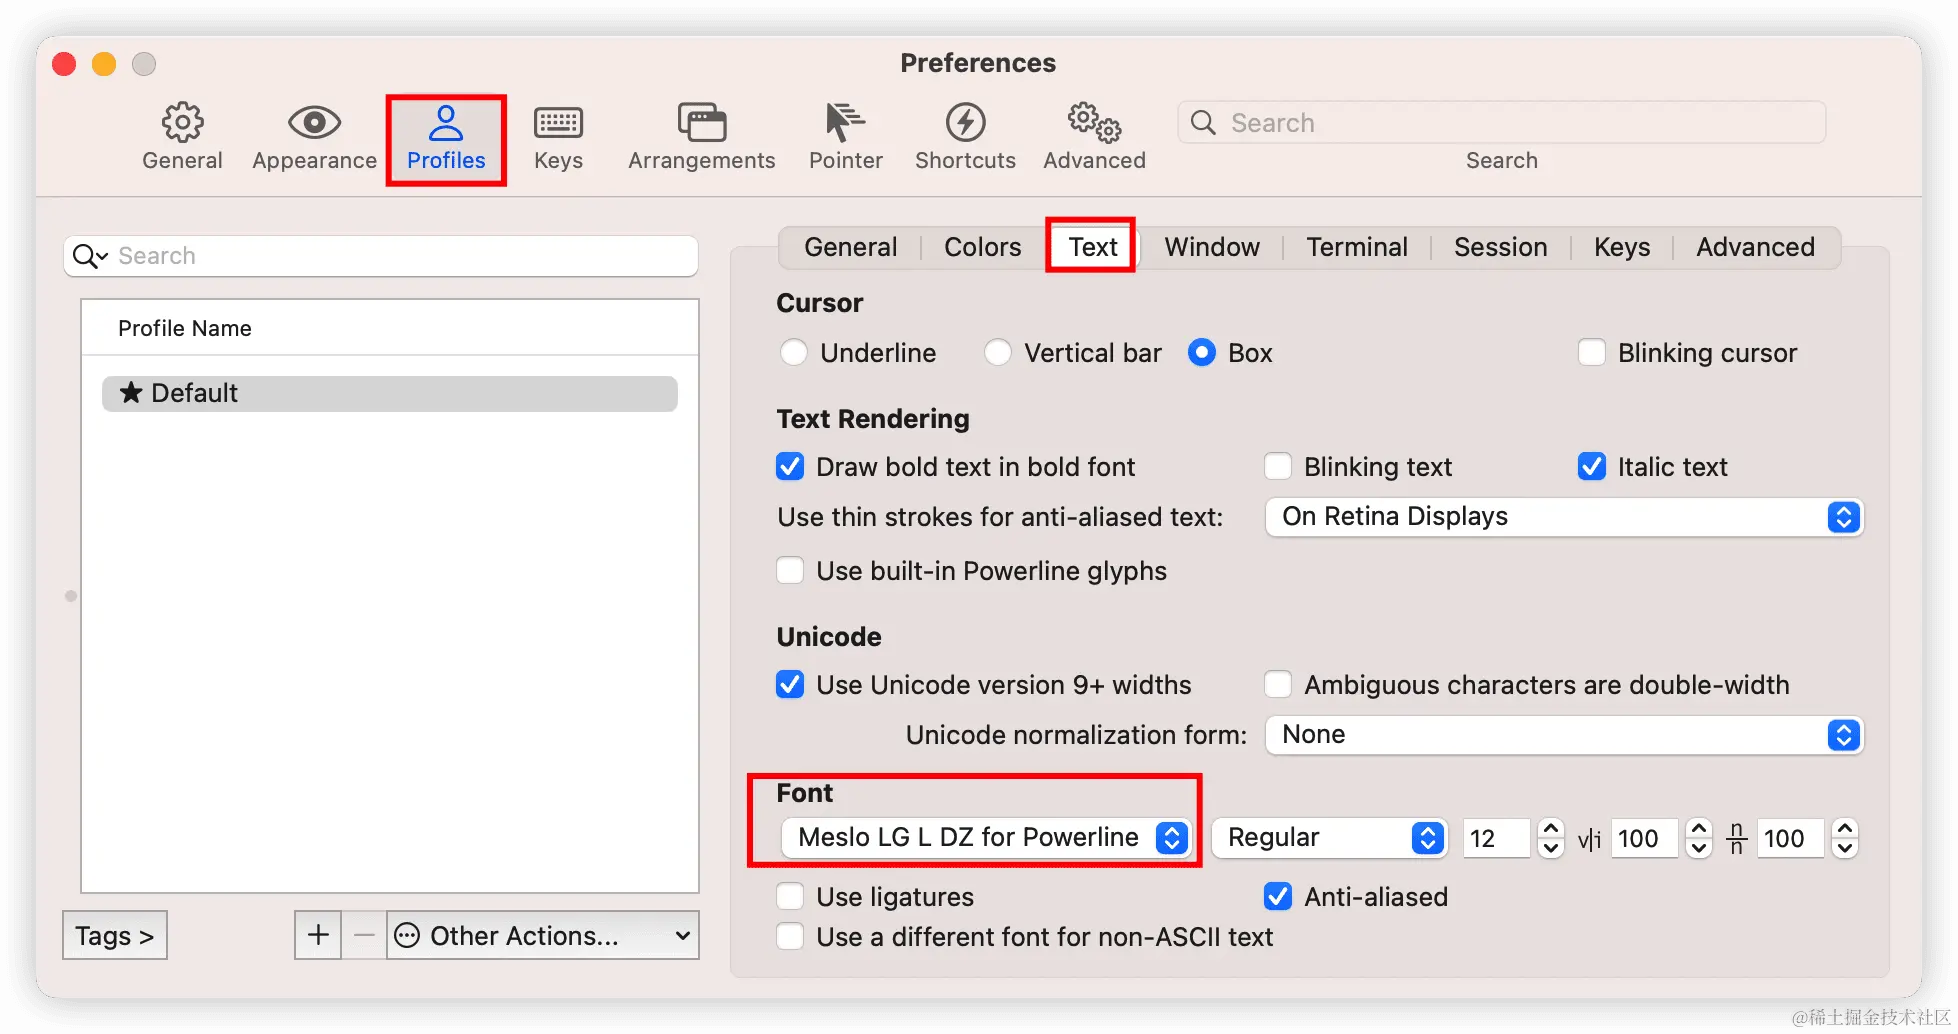 Preferences
General Appearance Profiles Keys Arrangements Pointer Shortcuts Advanced
Search
Search
Search
Profile Name
★ Default
Tags >
+ − Other Actions...
General Colors Text Window Terminal Session Keys Advanced
Cursor
Underline Vertical bar Box Blinking cursor
Text Rendering
Draw bold text in bold font Blinking text Italic text
Use thin strokes for anti-aliased text: On Retina Displays
Use built-in Powerline glyphs
Unicode
Use Unicode version 9+ widths Ambiguous characters are double-width
Unicode normalization form: None
Font
Meslo LG L DZ for Powerline Regular 12 v|i 100 n/n 100
Use ligatures Anti-aliased
Use a different font for non-ASCII text
@稀土掘金技术社区